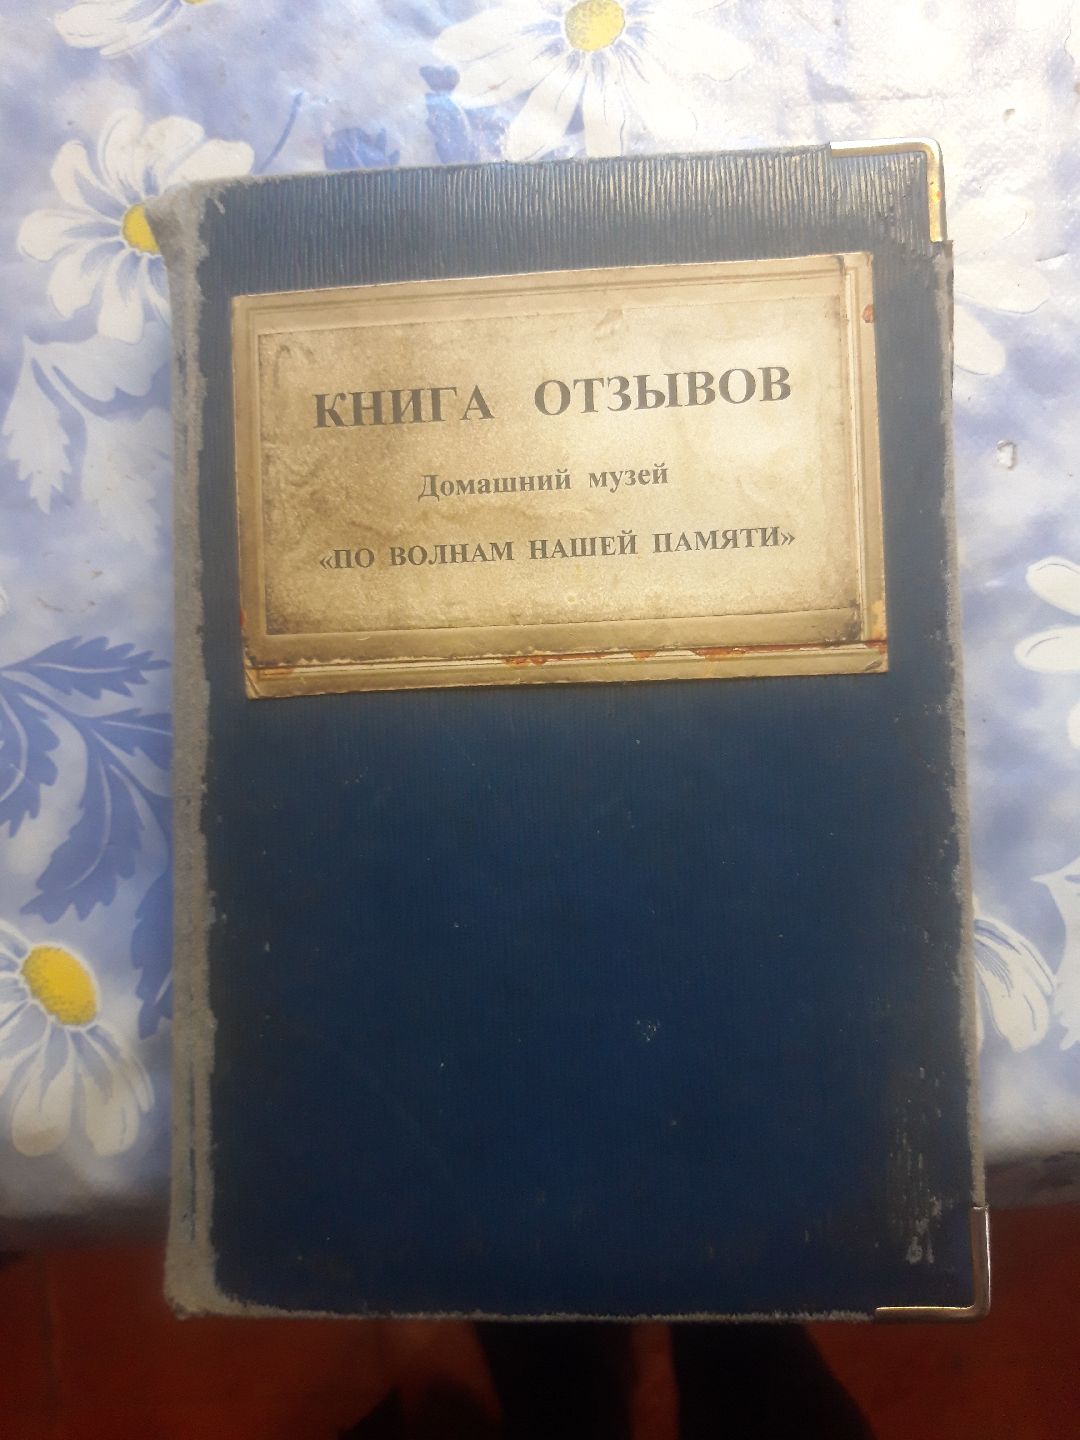 КНИГА ОТЗЫВОВ
Домашний музей
«ПО ВОЛНАМ НАШЕЙ ПАМЯТИ»